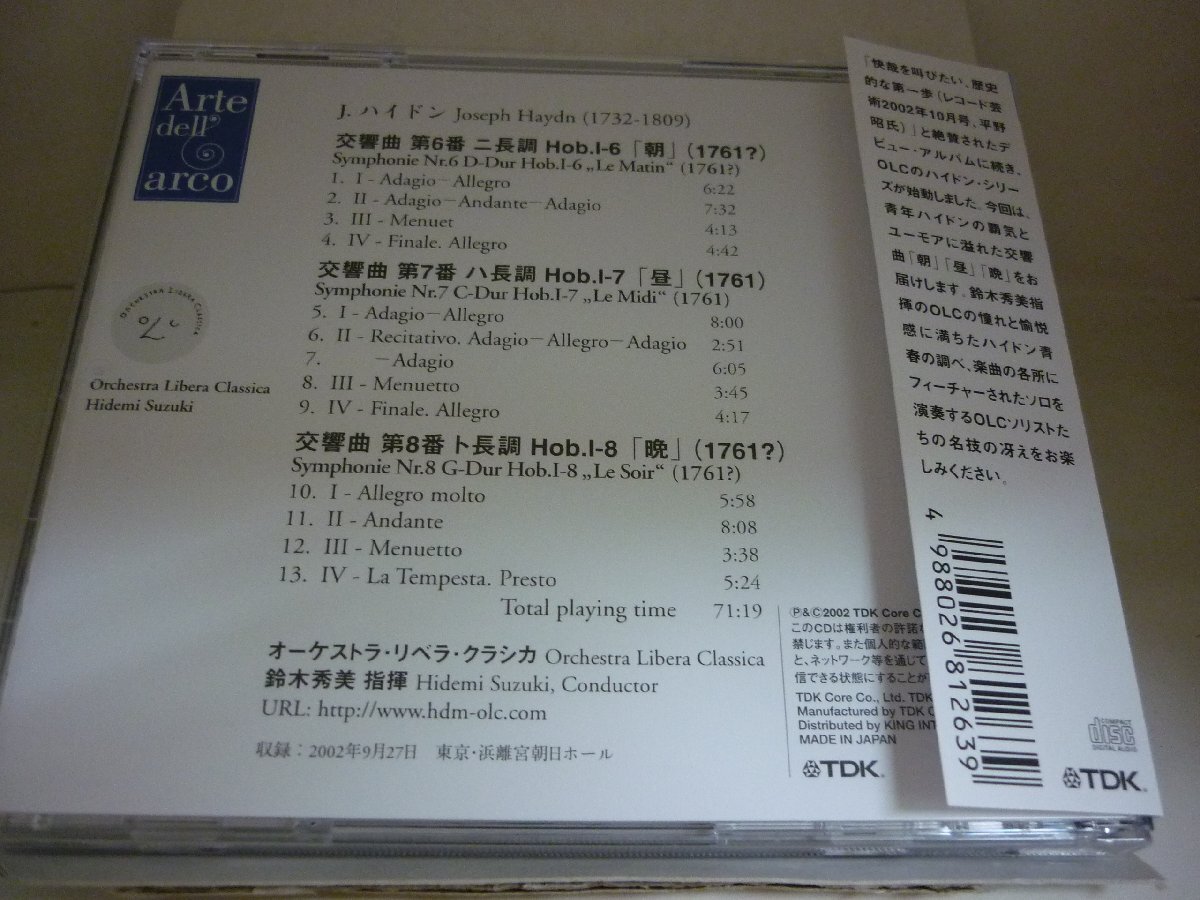 Arte
dell'
arco
ORCHESTRA LIBERA CLASSICA
Orchestra Libera Classica
Hidemi Suzuki
J. ハイドン Joseph Haydn (1732-1809)
交響曲 第6番 ニ長調 Hob.I-6「朝」(1761?)
Symphonie Nr.6 D-Dur Hob.I-6 „Le Matin“ (1761?)
1. I - Adagio－Allegro 6:22
2. II - Adagio－Andante－Adagio 7:32
3. III - Menuet 4:13
4. IV - Finale. Allegro 4:42
交響曲 第7番 ハ長調 Hob.I-7「昼」(1761)
Symphonie Nr.7 C-Dur Hob.I-7 „Le Midi“ (1761)
5. I - Adagio－Allegro 8:00
6. II - Recitativo. Adagio－Allegro－Adagio 2:51
7. －Adagio 6:05
8. III - Menuetto 3:45
9. IV - Finale. Allegro 4:17
交響曲 第8番 ト長調 Hob.I-8「晩」(1761?)
Symphonie Nr.8 G-Dur Hob.I-8 „Le Soir“ (1761?)
10. I - Allegro molto 5:58
11. II - Andante 8:08
12. III - Menuetto 3:38
13. IV - La Tempesta. Presto 5:24
Total playing time 71:19
オーケストラ・リベラ・クラシカ Orchestra Libera Classica
鈴木秀美 指揮 Hidemi Suzuki, Conductor
URL: http://www.hdm-olc.com
収録：2002年9月27日 東京・浜離宮朝日ホール
Ⓟ&Ⓒ2002 TDK Core C
このCDは権利者の許諾
禁じます。また個人的な範
と、ネットワーク等を通じて
信できる状態にすることが
TDK Core Co., Ltd. TDK
Manufactured by TDK
Distributed by KING INT
MADE IN JAPAN
TDK
「快哉を叫びたい、歴史
的な第一歩（レコード芸
術2002年10月号、平野
昭氏）」と絶賛されたデ
ビュー・アルバムに続き、
OLCのハイドン・シリー
ズが始動しました。今回は、
青年ハイドンの覇気と
ユーモアに溢れた交響
曲「朝」「昼」「晩」をお
届けします。鈴木秀美指
揮のOLCの憧れと愉悦
感に満ちたハイドン青
春の調べ、楽曲の各所に
フィーチャーされたソロを
演奏するOLCソリストた
ちの名技の冴えをお楽
しみください。
4 988026 812639
COMPACT
disc
DIGITAL AUDIO
TDK